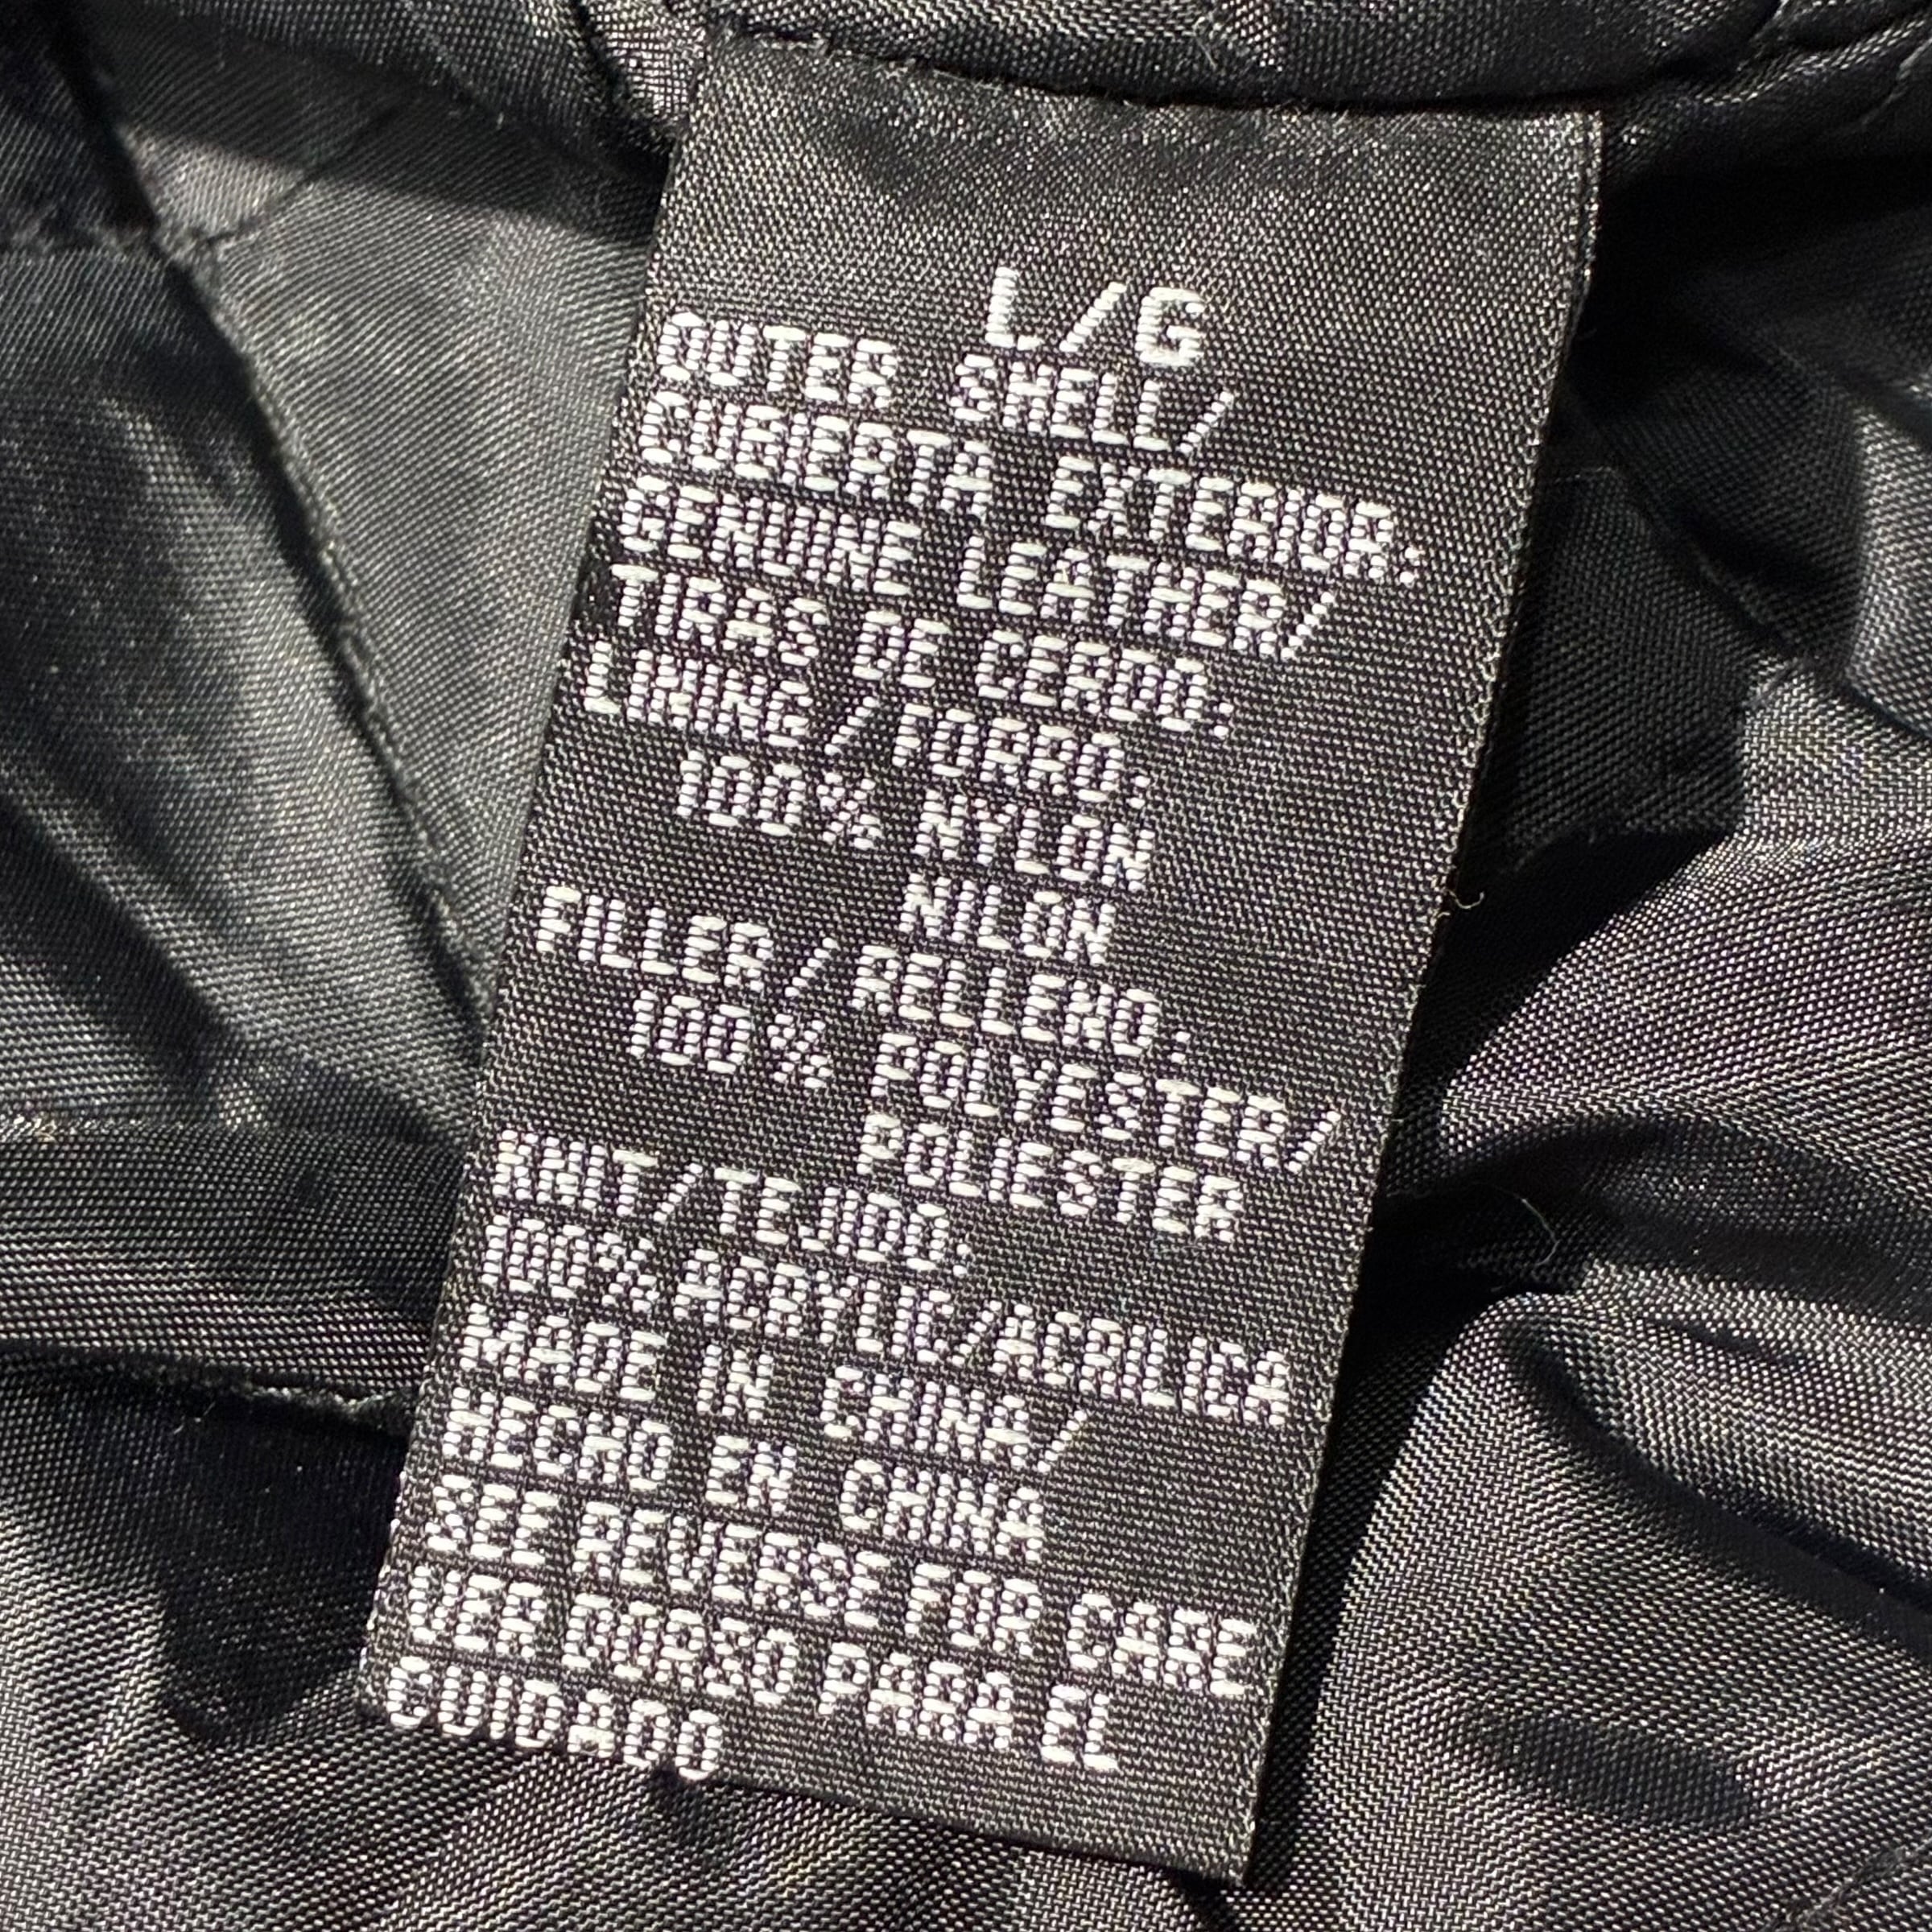 L/G
OUTER SHELL/
CUBIERTA EXTERIOR:
GENUINE LEATHER/
TIRAS DE CERDO:
LINING/FORRO:
100% NYLON
NILON
FILLER/RELLENO:
100% POLYESTER/
POLIESTER
KNIT/TEJIDO:
100% ACRYLIC/ACRILICA
MADE IN CHINA/
HECHO EN CHINA
SEE REVERSE FOR CARE
VER DORSO PARA EL
CUIDADO